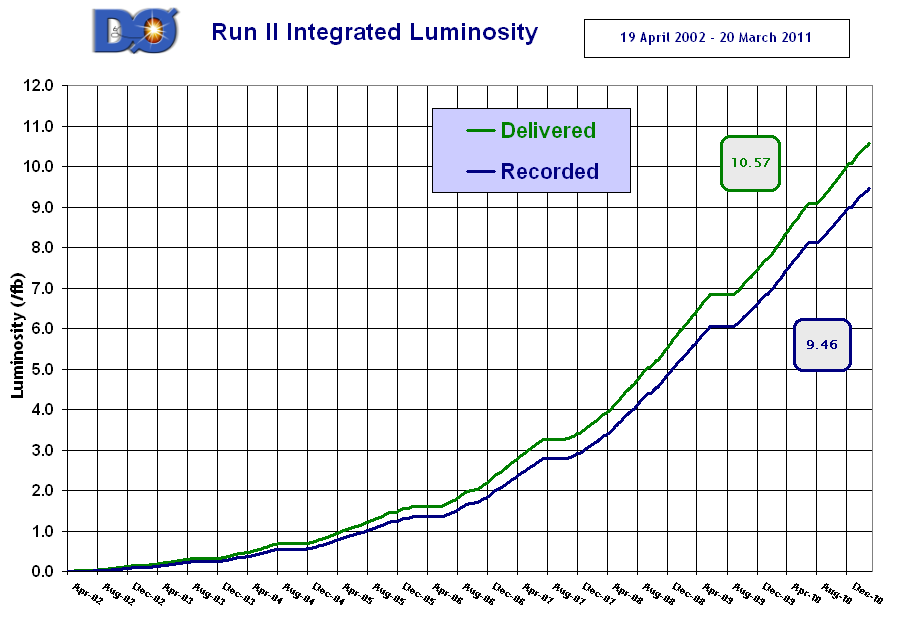 DØ
Run II Integrated Luminosity
19 April 2002 - 20 March 2011
12.0
11.0
10.0
9.0
8.0
7.0
6.0
5.0
4.0
3.0
2.0
1.0
0.0
Luminosity (/fb)
Delivered
Recorded
10.57
9.46
Apr-02
Aug-02
Dec-02
Apr-03
Aug-03
Dec-03
Apr-04
Aug-04
Dec-04
Apr-05
Aug-05
Dec-05
Apr-06
Aug-06
Dec-06
Apr-07
Aug-07
Dec-07
Apr-08
Aug-08
Dec-08
Apr-09
Aug-09
Dec-09
Apr-10
Aug-10
Dec-10